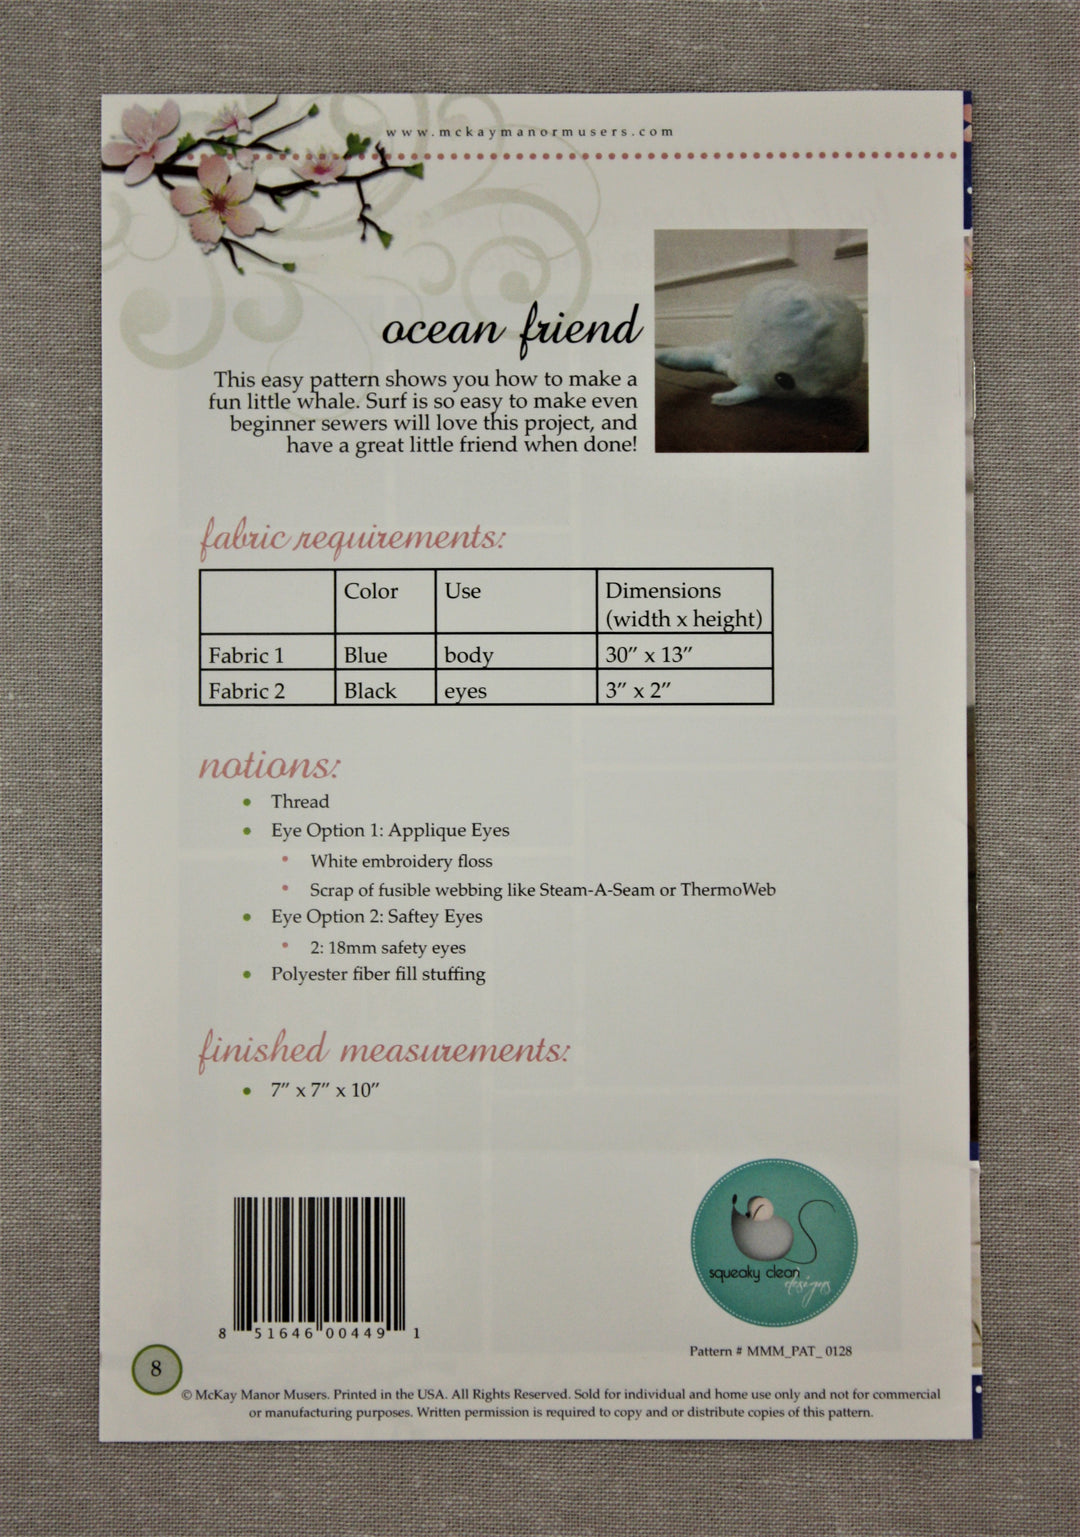 www.mckaymanormusers.com
ocean friend
This easy pattern shows you how to make a
fun little whale. Surf is so easy to make even
beginner sewers will love this project, and
have a great little friend when done!
fabric requirements:
Color Use Dimensions
(width x height)
Fabric 1 Blue body 30" x 13"
Fabric 2 Black eyes 3" x 2"
notions:
• Thread
• Eye Option 1: Applique Eyes
• White embroidery floss
• Scrap of fusible webbing like Steam-A-Seam or ThermoWeb
• Eye Option 2: Saftey Eyes
• 2: 18mm safety eyes
• Polyester fiber fill stuffing
finished measurements:
• 7" x 7" x 10"
squeaky clean
designs
8 51646 00449 1
Pattern # MMM_PAT_ 0128
8
© McKay Manor Musers. Printed in the USA. All Rights Reserved. Sold for individual and home use only and not for commercial
or manufacturing purposes. Written permission is required to copy and or distribute copies of this pattern.